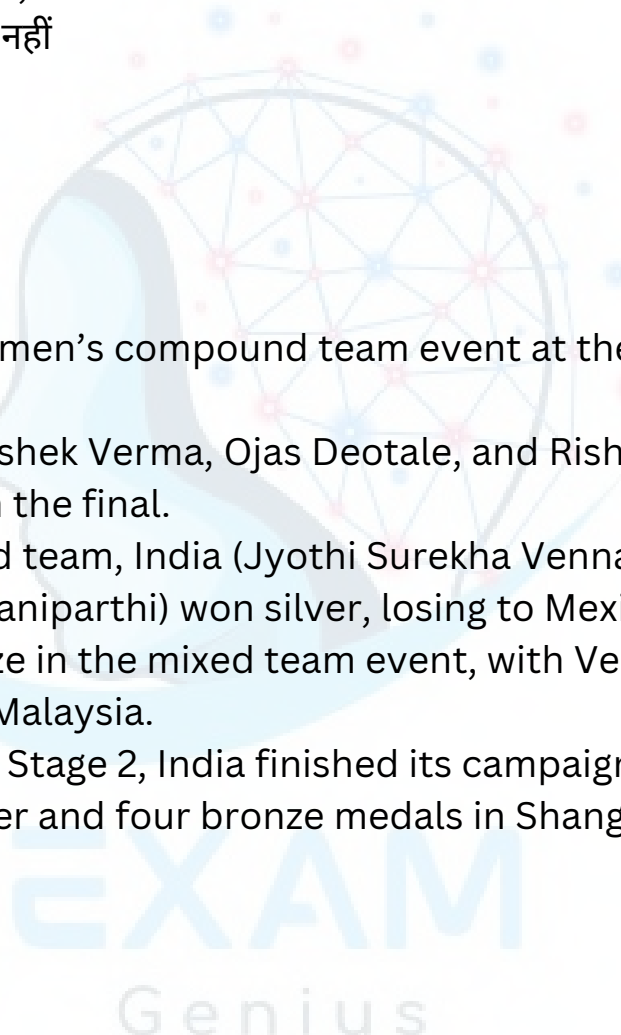 नहीं
men’s compound team event at the
shek Verma, Ojas Deotale, and Rish
the final.
d team, India (Jyothi Surekha Venna
aniparthi) won silver, losing to Mexi
ze in the mixed team event, with Ve
Malaysia.
Stage 2, India finished its campaign
er and four bronze medals in Shang
EXAM
Genius